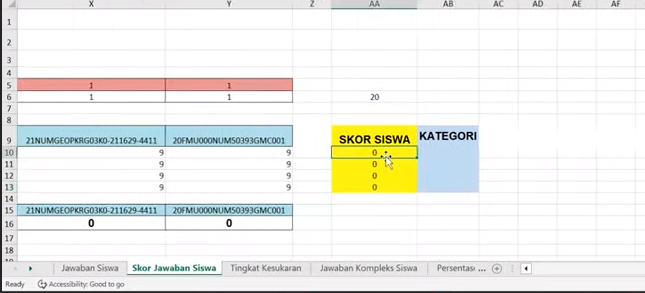 X Y Z AA AB AC AD AE AF
1
2
3
4
5 1 1
6 1 1 20
7
8
9 21NUMGEOPKRG03K0-211629-4411 20FMU000NUM50393GMC001 SKOR SISWA KATEGORI
10 9 9 0
11 9 9 0
12 9 9 0
13 9 9 0
14
15 21NUMGEOPKRG03K0-211629-4411 20FMU000NUM50393GMC001
16 0 0
17
18
Jawaban Siswa Skor Jawaban Siswa Tingkat Kesukaran Jawaban Kompleks Siswa Persentas ...
Ready Accessibility: Good to go